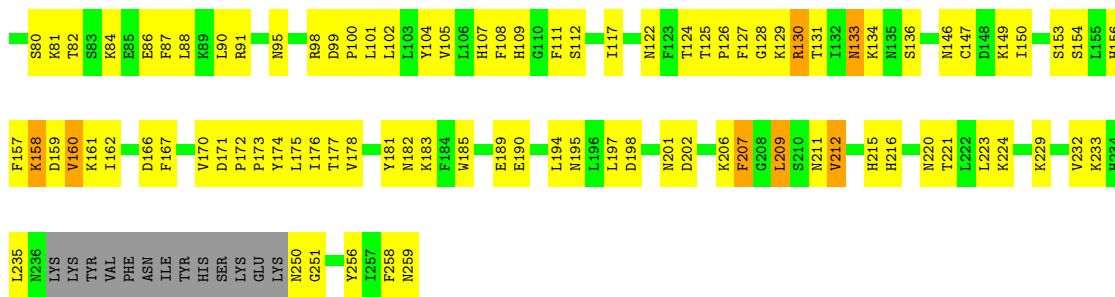 S80 K81 T82 S83 K84 E85 E86 F87 L88 K89 L90 R91 N95 R98 D99 P100 L101 L102 L103 Y104 V105 L106 H107 F108 H109 G110 F111 S112 I117 N122 F123 T124 T125 P126 F127 G128 K129 R130 T131 I132 N133 K134 N135 S136 N146 C147 D148 K149 I150 S153 S154 L155 H156
F157 K158 D159 V160 K161 I162 D166 F167 V170 D171 P172 P173 Y174 L175 I176 T177 V178 Y181 N182 K183 F184 W185 E189 E190 L194 N195 L196 L197 D198 N201 D202 K206 F207 G208 L209 S210 N211 V212 H215 H216 N220 T221 L222 L223 K224 K229 V232 K233 H234
L235 N236 LYS LYS TYR VAL PHE ASN ILE TYR HIS SER LYS GLU LYS N250 G251 Y256 I257 F258 N259